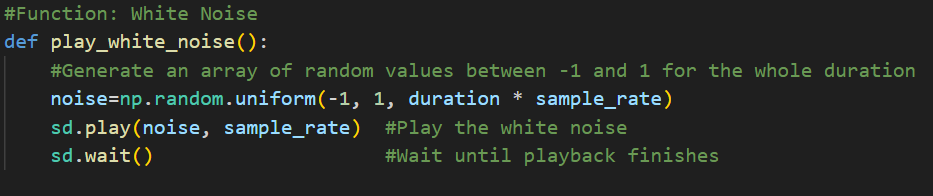 #Function: White Noise
def play_white_noise():
    #Generate an array of random values between -1 and 1 for the whole duration
    noise=np.random.uniform(-1, 1, duration * sample_rate)
    sd.play(noise, sample_rate)  #Play the white noise
    sd.wait()                    #Wait until playback finishes